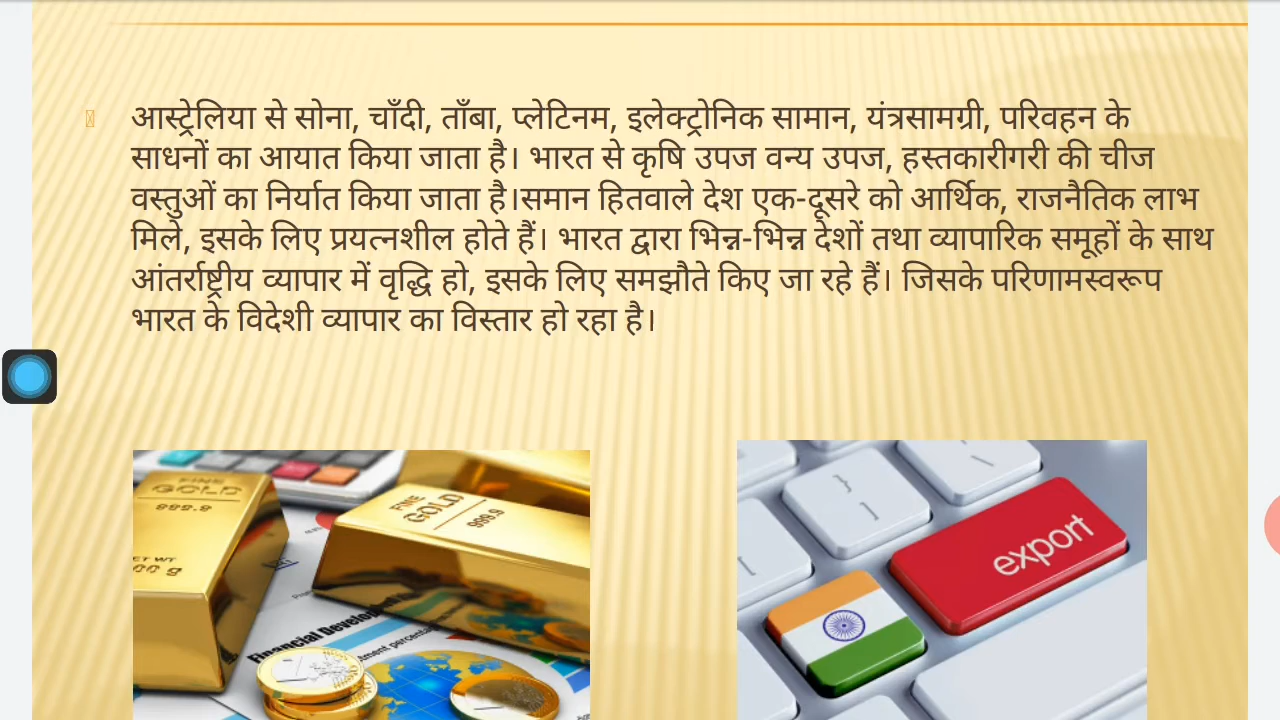 आस्ट्रेलिया से सोना, चाँदी, ताँबा, प्लेटिनम, इलेक्ट्रोनिक सामान, यंत्रसामग्री, परिवहन के
साधनों का आयात किया जाता है। भारत से कृषि उपज वन्य उपज, हस्तकारीगरी की चीज
वस्तुओं का निर्यात किया जाता है।समान हितवाले देश एक-दूसरे को आर्थिक, राजनैतिक लाभ
मिले, इसके लिए प्रयत्नशील होते हैं। भारत द्वारा भिन्न-भिन्न देशों तथा व्यापारिक समूहों के साथ
आंतर्राष्ट्रीय व्यापार में वृद्धि हो, इसके लिए समझौते किए जा रहे हैं। जिसके परिणामस्वरूप
भारत के विदेशी व्यापार का विस्तार हो रहा है।
FINE
GOLD
999.9
FINE
GOLD
999.9
Financial
export